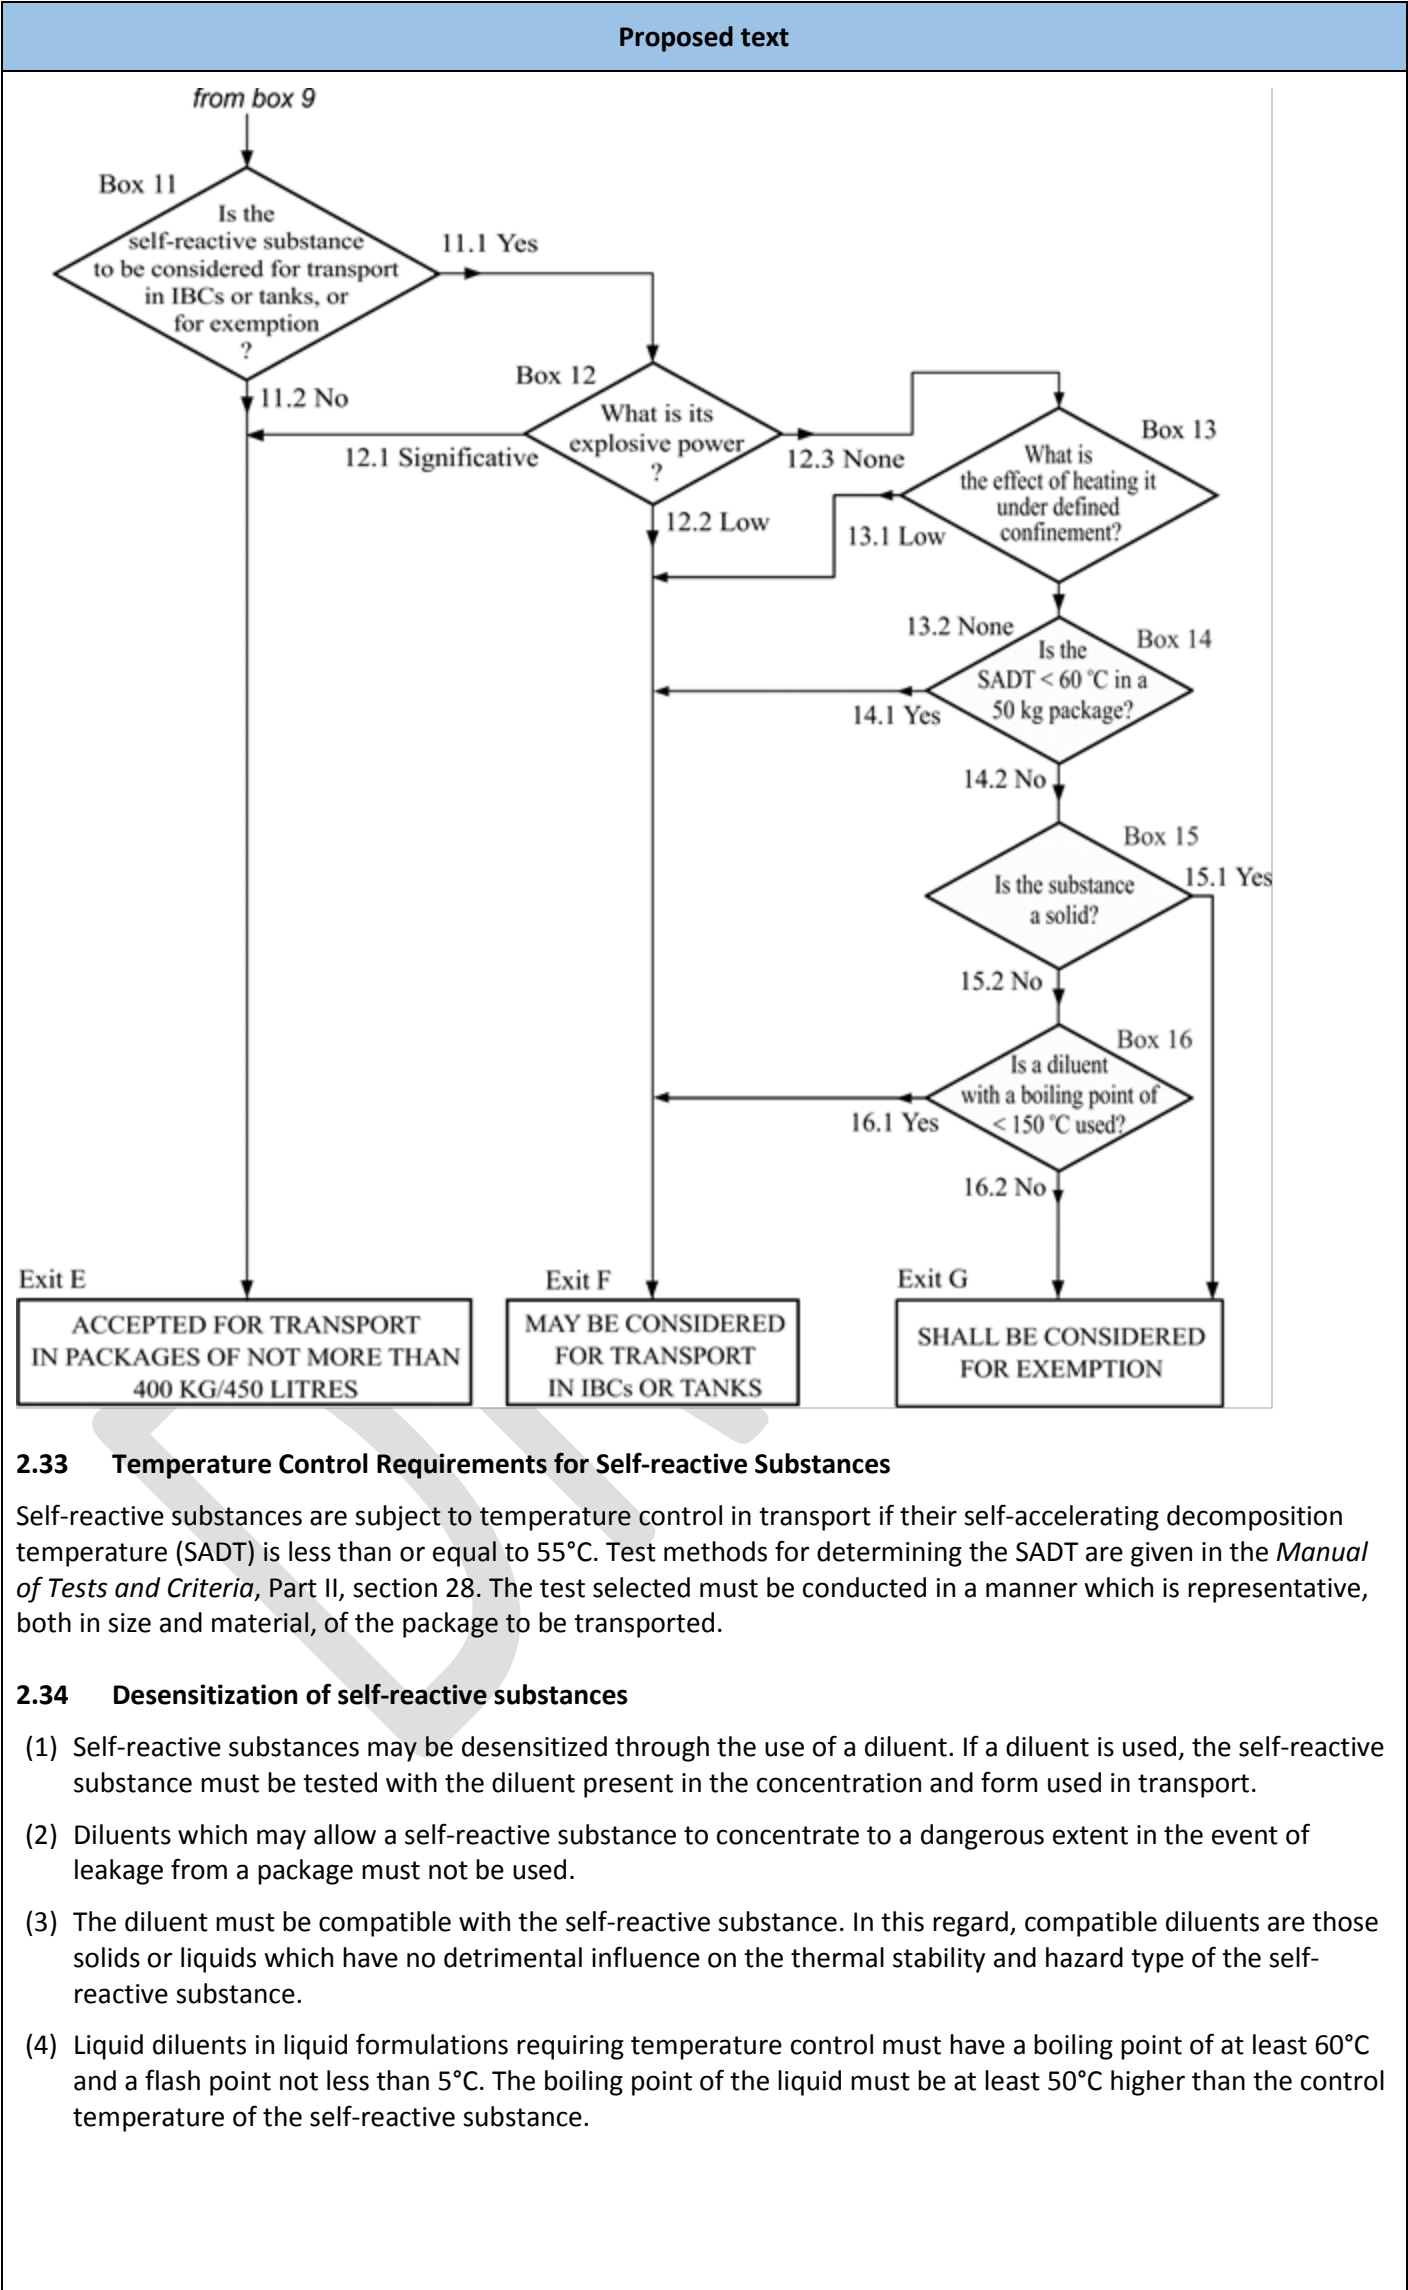 Proposed text
from box 9
Box 11
Is the
self-reactive substance
to be considered for transport
in IBCs or tanks, or
for exemption
?
11.1 Yes
11.2 No
Box 12
What is its
explosive power
?
12.1 Significative
12.3 None
12.2 Low
Box 13
What is
the effect of heating it
under defined
confinement?
13.1 Low
13.2 None
Box 14
Is the
SADT < 60 °C in a
50 kg package?
14.1 Yes
14.2 No
Box 15
Is the substance
a solid?
15.1 Yes
15.2 No
Box 16
Is a diluent
with a boiling point of
< 150 °C used?
16.1 Yes
16.2 No
Exit E
ACCEPTED FOR TRANSPORT
IN PACKAGES OF NOT MORE THAN
400 KG/450 LITRES
Exit F
MAY BE CONSIDERED
FOR TRANSPORT
IN IBCs OR TANKS
Exit G
SHALL BE CONSIDERED
FOR EXEMPTION
2.33 Temperature Control Requirements for Self-reactive Substances
Self-reactive substances are subject to temperature control in transport if their self-accelerating decomposition
temperature (SADT) is less than or equal to 55°C. Test methods for determining the SADT are given in the Manual
of Tests and Criteria, Part II, section 28. The test selected must be conducted in a manner which is representative,
both in size and material, of the package to be transported.
2.34 Desensitization of self-reactive substances
(1) Self-reactive substances may be desensitized through the use of a diluent. If a diluent is used, the self-reactive
substance must be tested with the diluent present in the concentration and form used in transport.
(2) Diluents which may allow a self-reactive substance to concentrate to a dangerous extent in the event of
leakage from a package must not be used.
(3) The diluent must be compatible with the self-reactive substance. In this regard, compatible diluents are those
solids or liquids which have no detrimental influence on the thermal stability and hazard type of the self-
reactive substance.
(4) Liquid diluents in liquid formulations requiring temperature control must have a boiling point of at least 60°C
and a flash point not less than 5°C. The boiling point of the liquid must be at least 50°C higher than the control
temperature of the self-reactive substance.